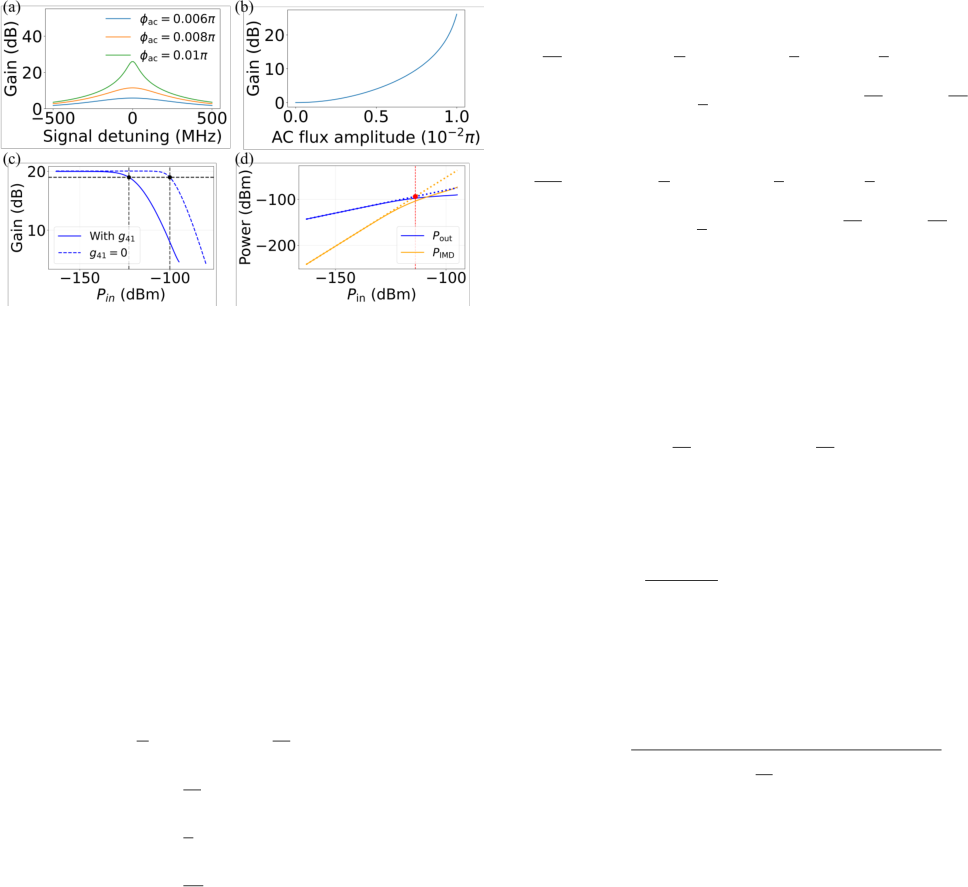 (a)
Gain (dB)
40
20
0
ϕac = 0.006π
ϕac = 0.008π
ϕac = 0.01π
−500 0 500
Signal detuning (MHz)
(b)
Gain (dB)
20
10
0
0.0 0.5 1.0
AC flux amplitude (10⁻²π)
(c)
Gain (dB)
20
10
With g₄₁
g₄₁ = 0
−150 −100
Pin (dBm)
(d)
Power (dBm)
−100
−200
Pout
PIMD
−150 −100
Pin (dBm)